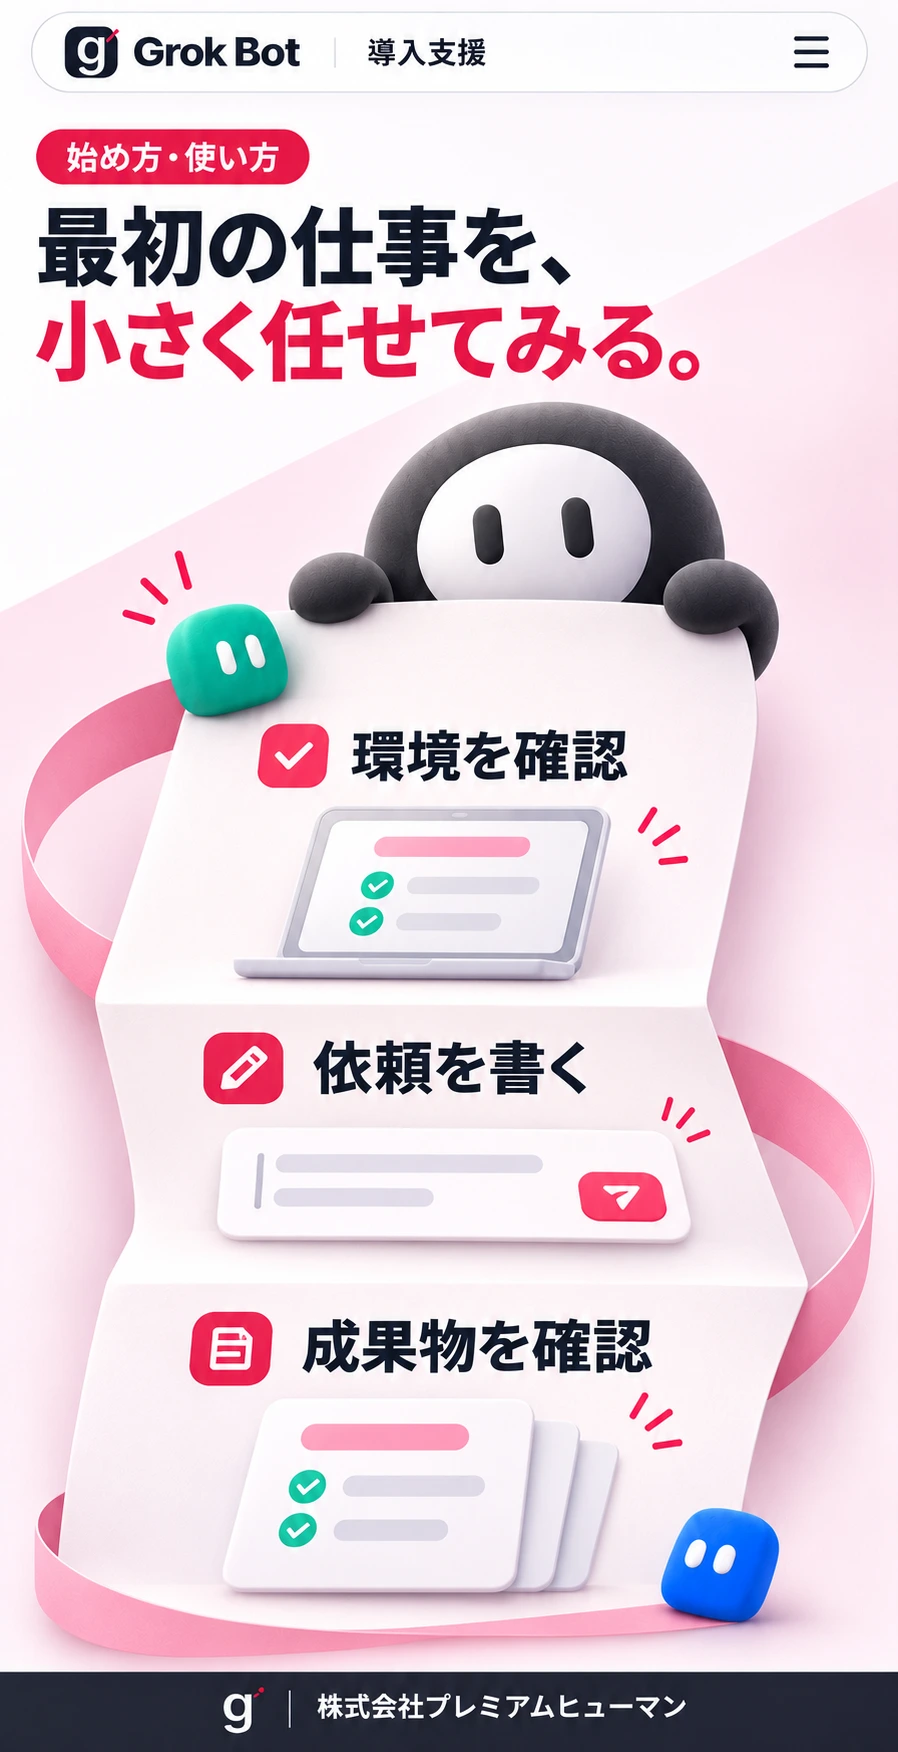 g Grok Bot 導入支援
始め方・使い方
最初の仕事を、
小さく任せてみる。
環境を確認
依頼を書く
成果物を確認
g 株式会社プレミアムヒューマン